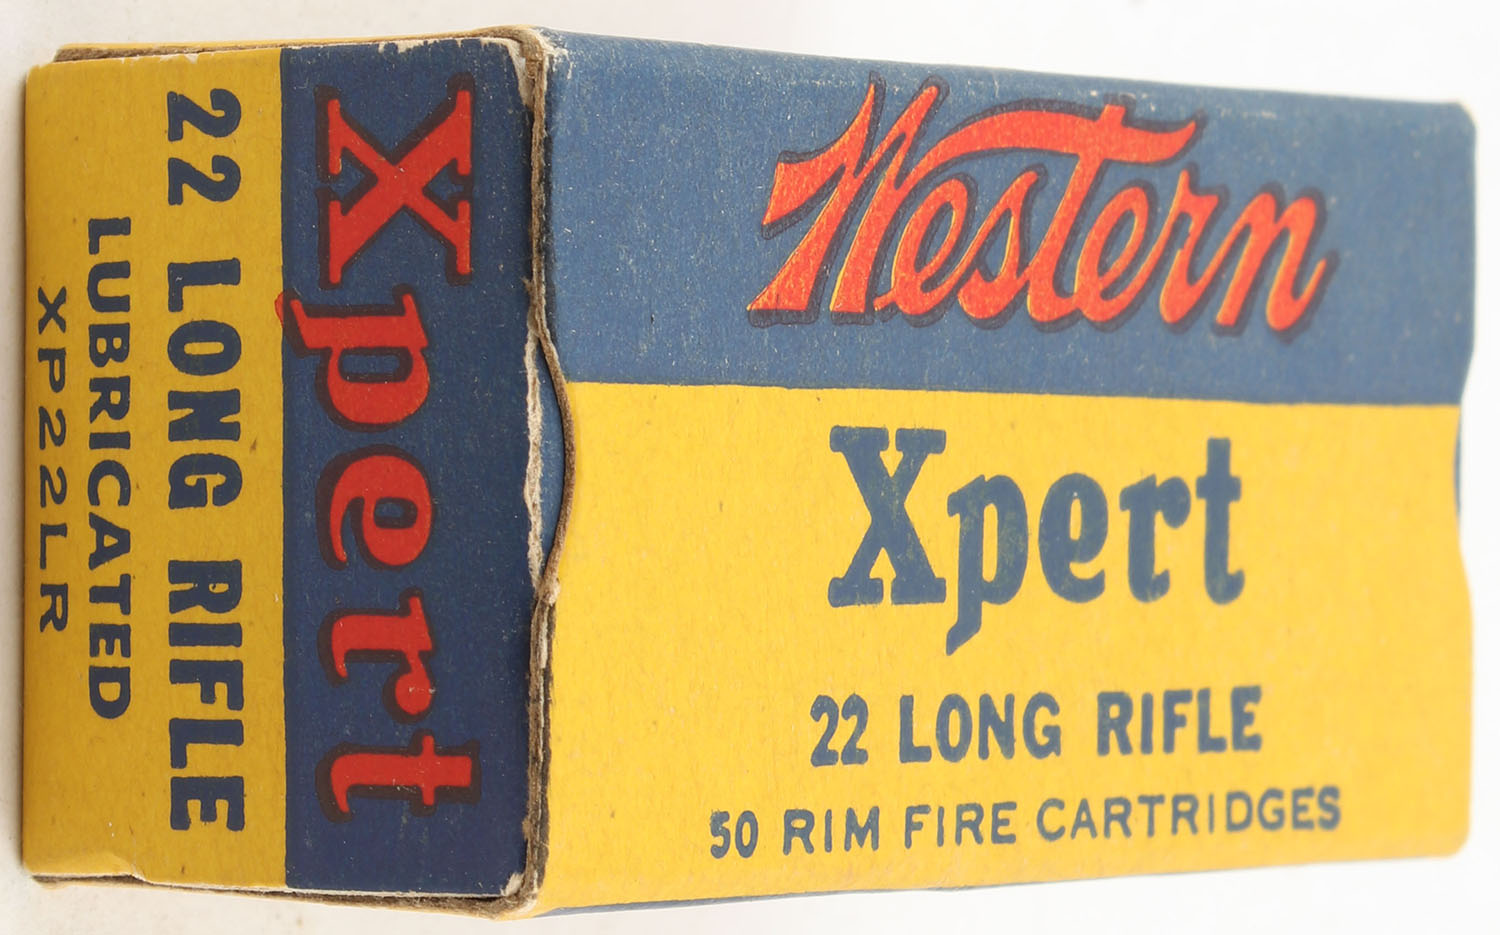 Western
Xpert
22 LONG RIFLE
50 RIM FIRE CARTRIDGES
Xpert
22 LONG RIFLE
LUBRICATED
XP22LR